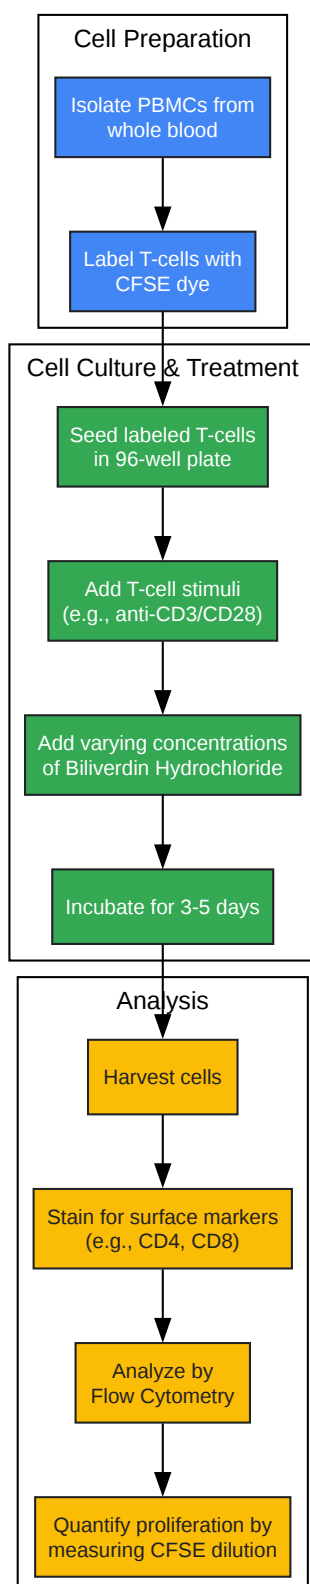 Cell Preparation
Isolate PBMCs from
whole blood
Label T-cells with
CFSE dye
Cell Culture & Treatment
Seed labeled T-cells
in 96-well plate
Add T-cell stimuli
(e.g., anti-CD3/CD28)
Add varying concentrations
of Biliverdin Hydrochloride
Incubate for 3-5 days
Analysis
Harvest cells
Stain for surface markers
(e.g., CD4, CD8)
Analyze by
Flow Cytometry
Quantify proliferation by
measuring CFSE dilution